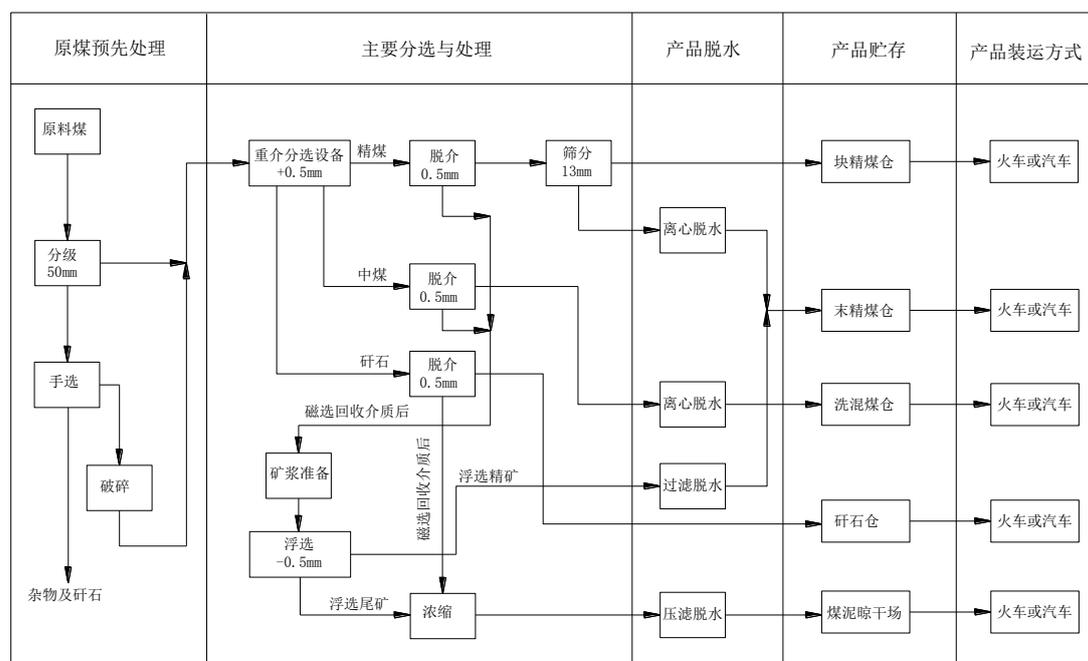 原煤预先处理
主要分选与处理
产品脱水
产品贮存
产品装运方式
原料煤
分级
50mm
手选
破碎
杂物及矸石
重介分选设备
+0.5mm
精煤
脱介
0.5mm
筛分
13mm
中煤
脱介
0.5mm
矸石
脱介
0.5mm
磁选回收介质后
磁选回收介质后
矿浆准备
浮选
-0.5mm
浮选精矿
浮选尾矿
浓缩
离心脱水
离心脱水
过滤脱水
压滤脱水
块精煤仓
末精煤仓
洗混煤仓
矸石仓
煤泥晾干场
火车或汽车
火车或汽车
火车或汽车
火车或汽车
火车或汽车